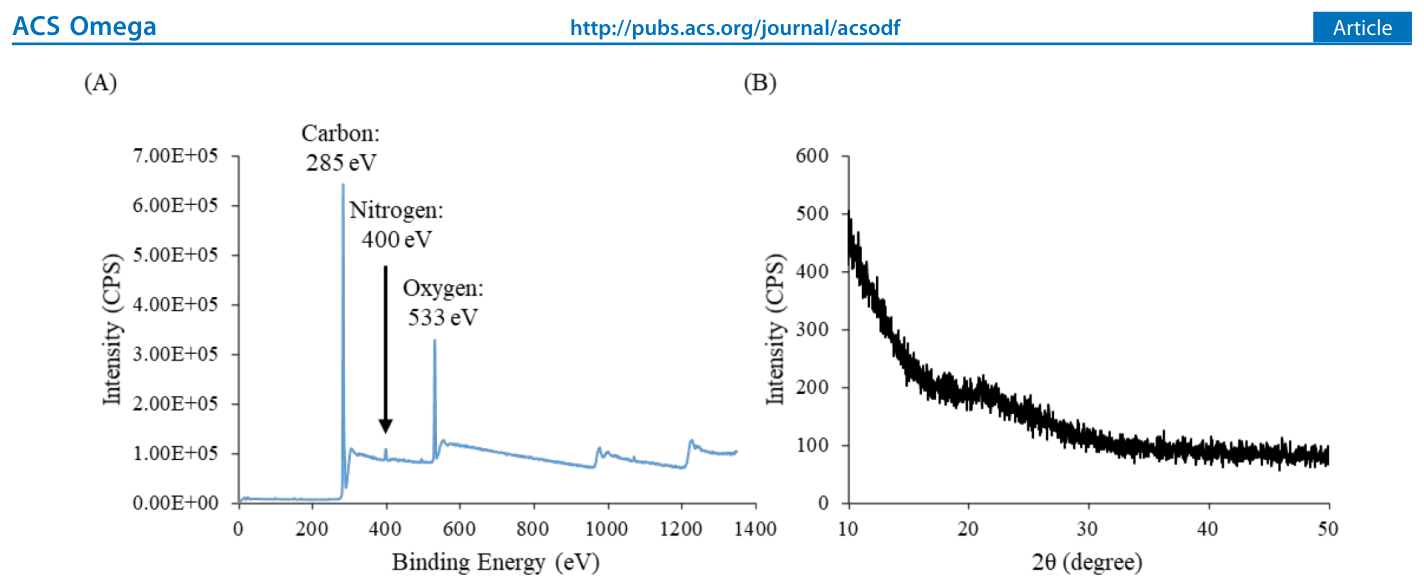 ACS Omega
http://pubs.acs.org/journal/acsodf
Article
(A)
Carbon:
285 eV
Nitrogen:
400 eV
Oxygen:
533 eV
7.00E+05
6.00E+05
5.00E+05
4.00E+05
3.00E+05
2.00E+05
1.00E+05
0.00E+00
Intensity (CPS)
0 200 400 600 800 1000 1200 1400
Binding Energy (eV)
(B)
600
500
400
300
200
100
0
Intensity (CPS)
10 20 30 40 50
2θ (degree)